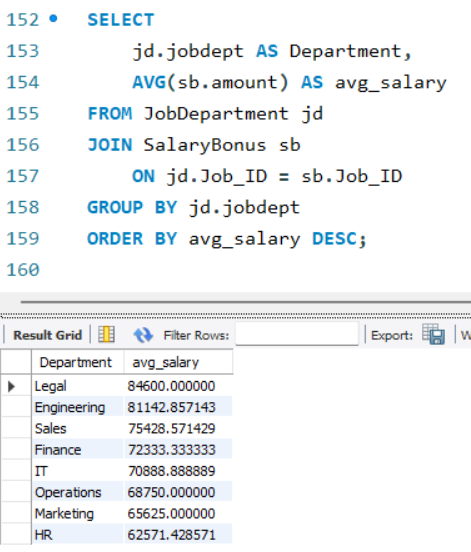 152 SELECT
153 jd.jobdept AS Department,
154 AVG(sb.amount) AS avg_salary
155 FROM JobDepartment jd
156 JOIN SalaryBonus sb
157 ON jd.Job_ID = sb.Job_ID
158 GROUP BY jd.jobdept
159 ORDER BY avg_salary DESC;
160
Result Grid Filter Rows: Export: W
Department avg_salary
Legal 84600.000000
Engineering 81142.857143
Sales 75428.571429
Finance 72333.333333
IT 70888.888889
Operations 68750.000000
Marketing 65625.000000
HR 62571.428571